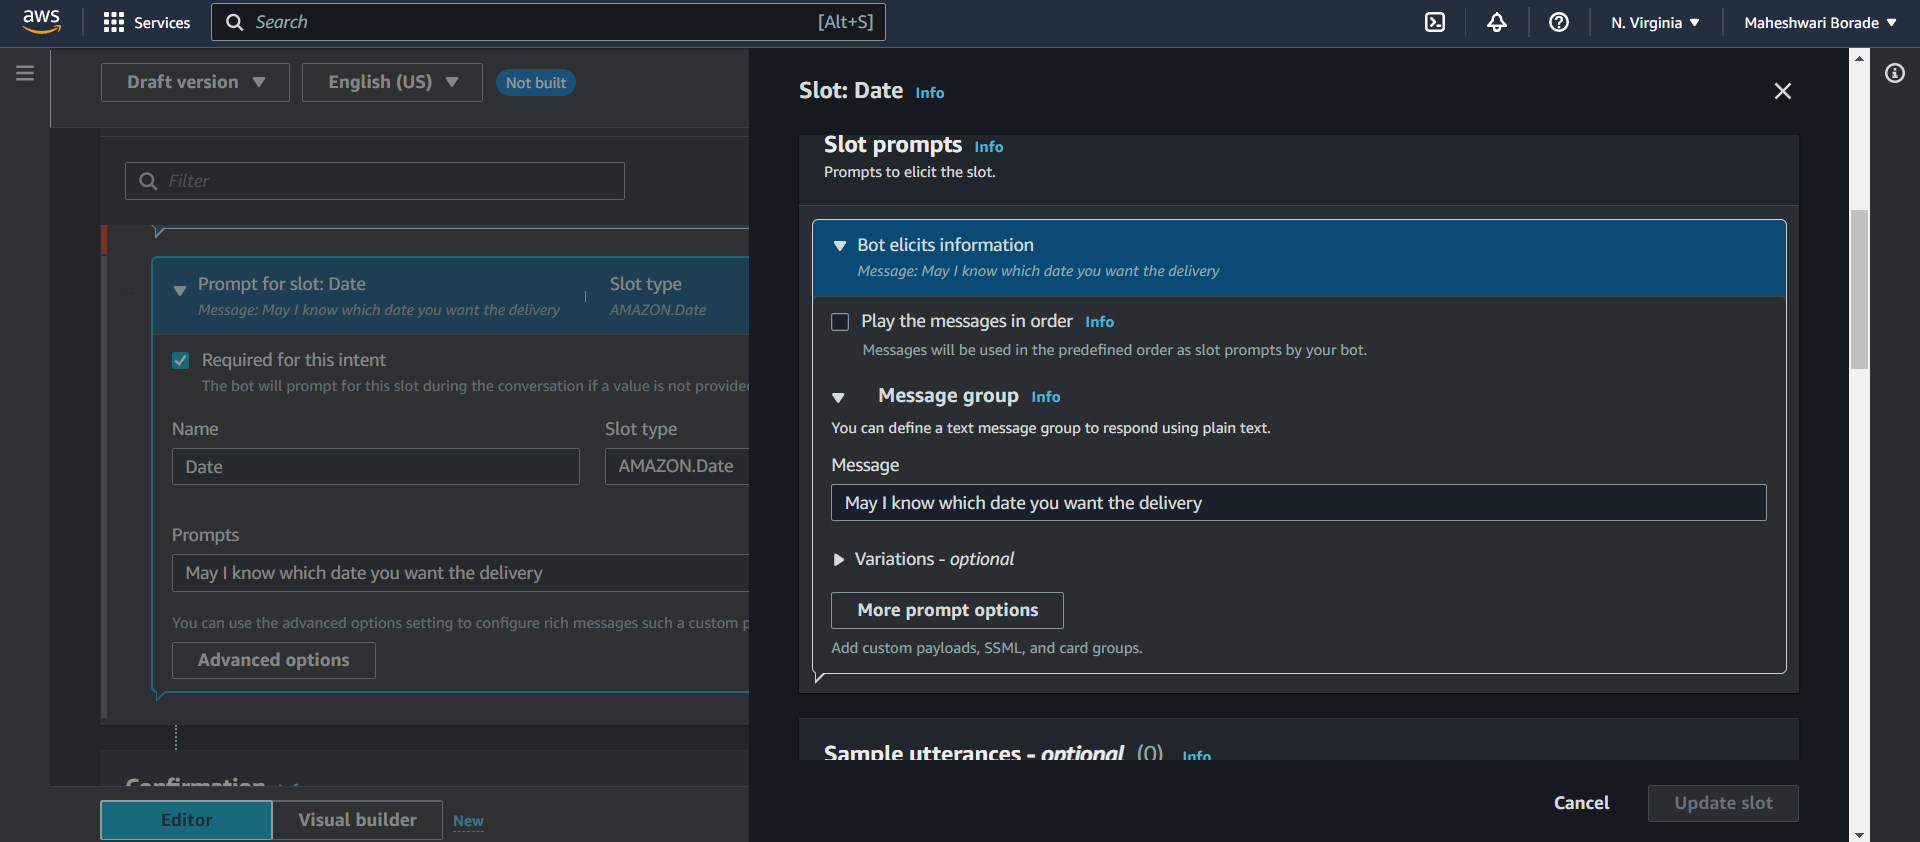 aws
Services
Search
[Alt+S]
N. Virginia
Maheshwari Borade
Draft version
English (US)
Not built
Filter
Prompt for slot: Date
Slot type
Message: May I know which date you want the delivery
AMAZON.Date
Required for this intent
The bot will prompt for this slot during the conversation if a value is not provide
Name
Slot type
Date
AMAZON.Date
Prompts
May I know which date you want the delivery
You can use the advanced options setting to configure rich messages such a custom p
Advanced options
Confirmation
Editor
Visual builder
New
Slot: Date Info
Slot prompts Info
Prompts to elicit the slot.
Bot elicits information
Message: May I know which date you want the delivery
Play the messages in order Info
Messages will be used in the predefined order as slot prompts by your bot.
Message group Info
You can define a text message group to respond using plain text.
Message
May I know which date you want the delivery
Variations - optional
More prompt options
Add custom payloads, SSML, and card groups.
Sample utterances - optional (0) Info
Cancel
Update slot